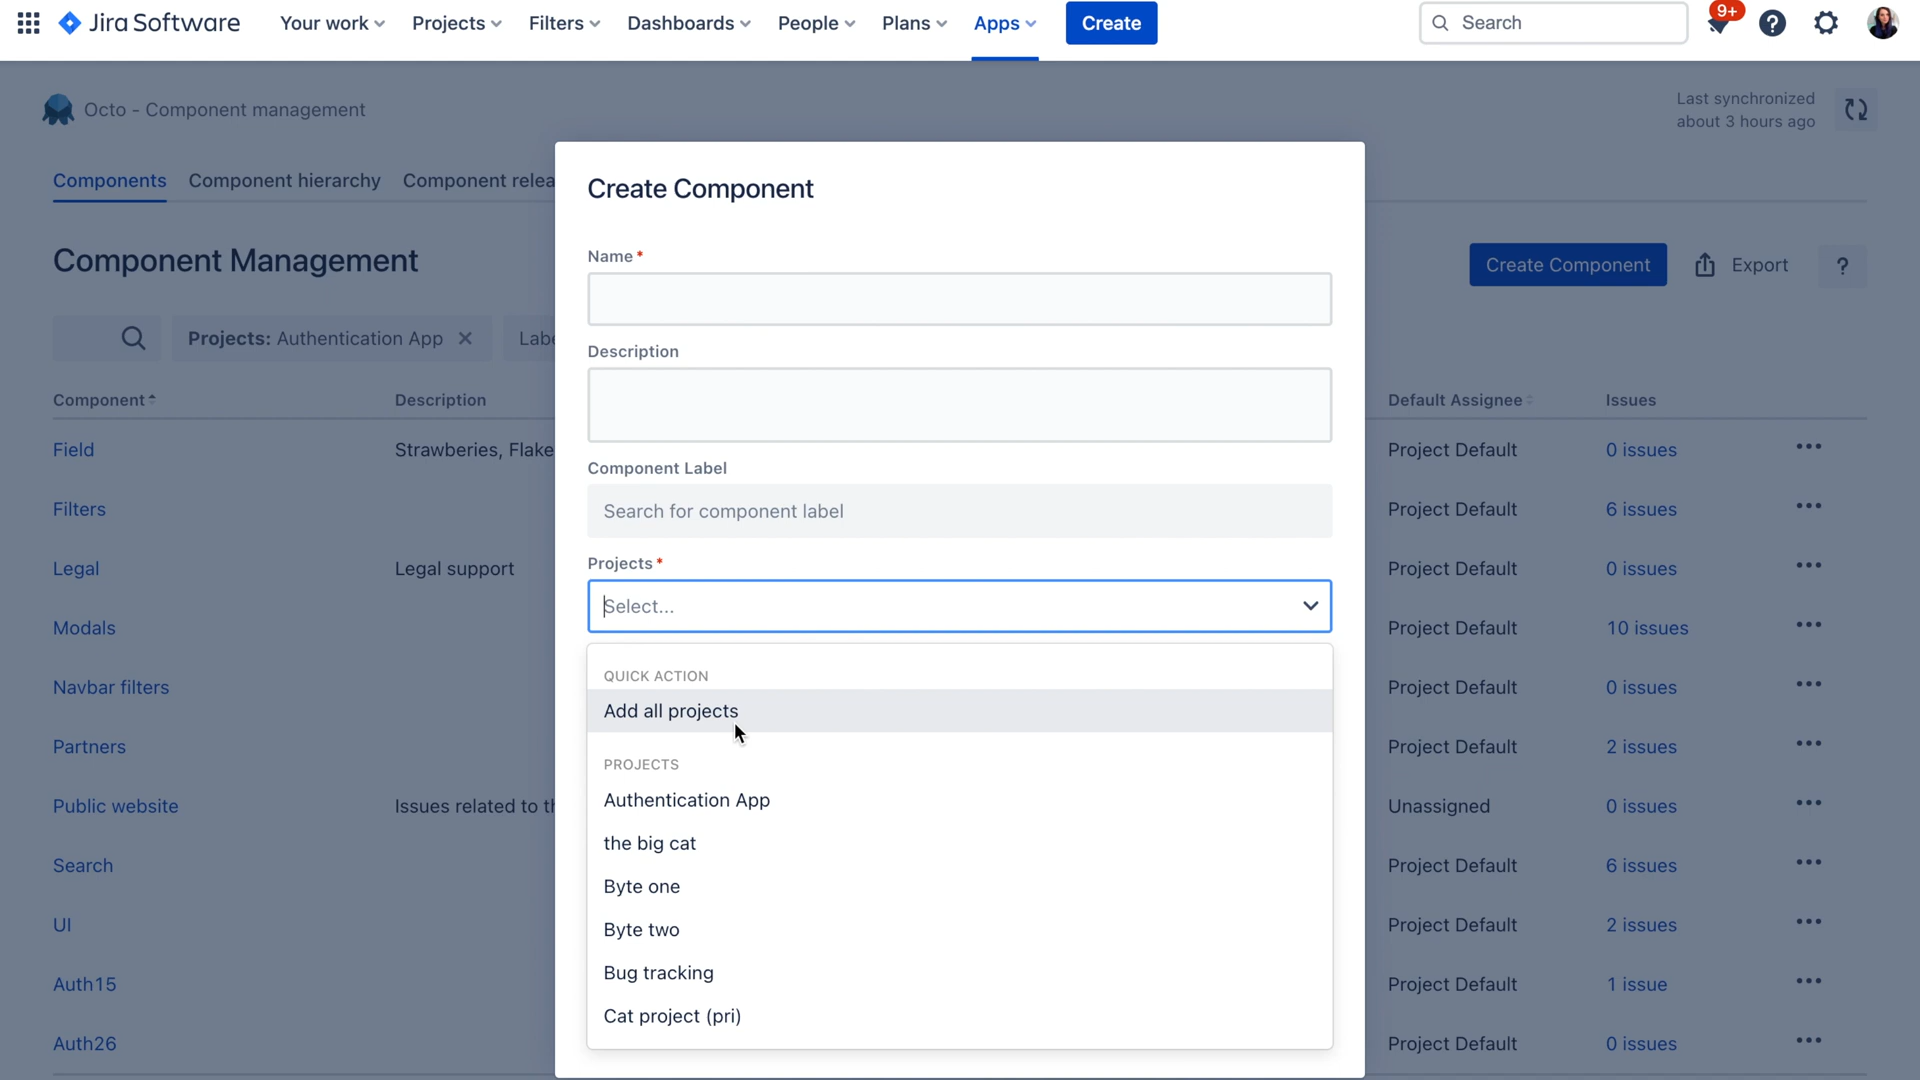 Jira Software Your work Projects Filters Dashboards People Plans Apps Create Search 9+
Octo - Component management
Last synchronized
about 3 hours ago
Components Component hierarchy Component relea
Create Component
Component Management
Create Component Export ?
Name *
Projects: Authentication App
Description
Component Description Default Assignee Issues
Field Strawberies, Flake Project Default 0 issues
Component Label
Search for component label
Filters Project Default 6 issues
Projects *
Legal Legal support Project Default 0 issues
Select...
Modals Project Default 10 issues
QUICK ACTION
Navbar filters Project Default 0 issues
Add all projects
Partners Project Default 2 issues
PROJECTS
Authentication App
Public website Issues related to Unassigned 0 issues
the big cat
Search Project Default 6 issues
Byte one
UI Project Default 2 issues
Byte two
Bug tracking
Auth15 Project Default 1 issue
Cat project (pri)
Auth26 Project Default 0 issues